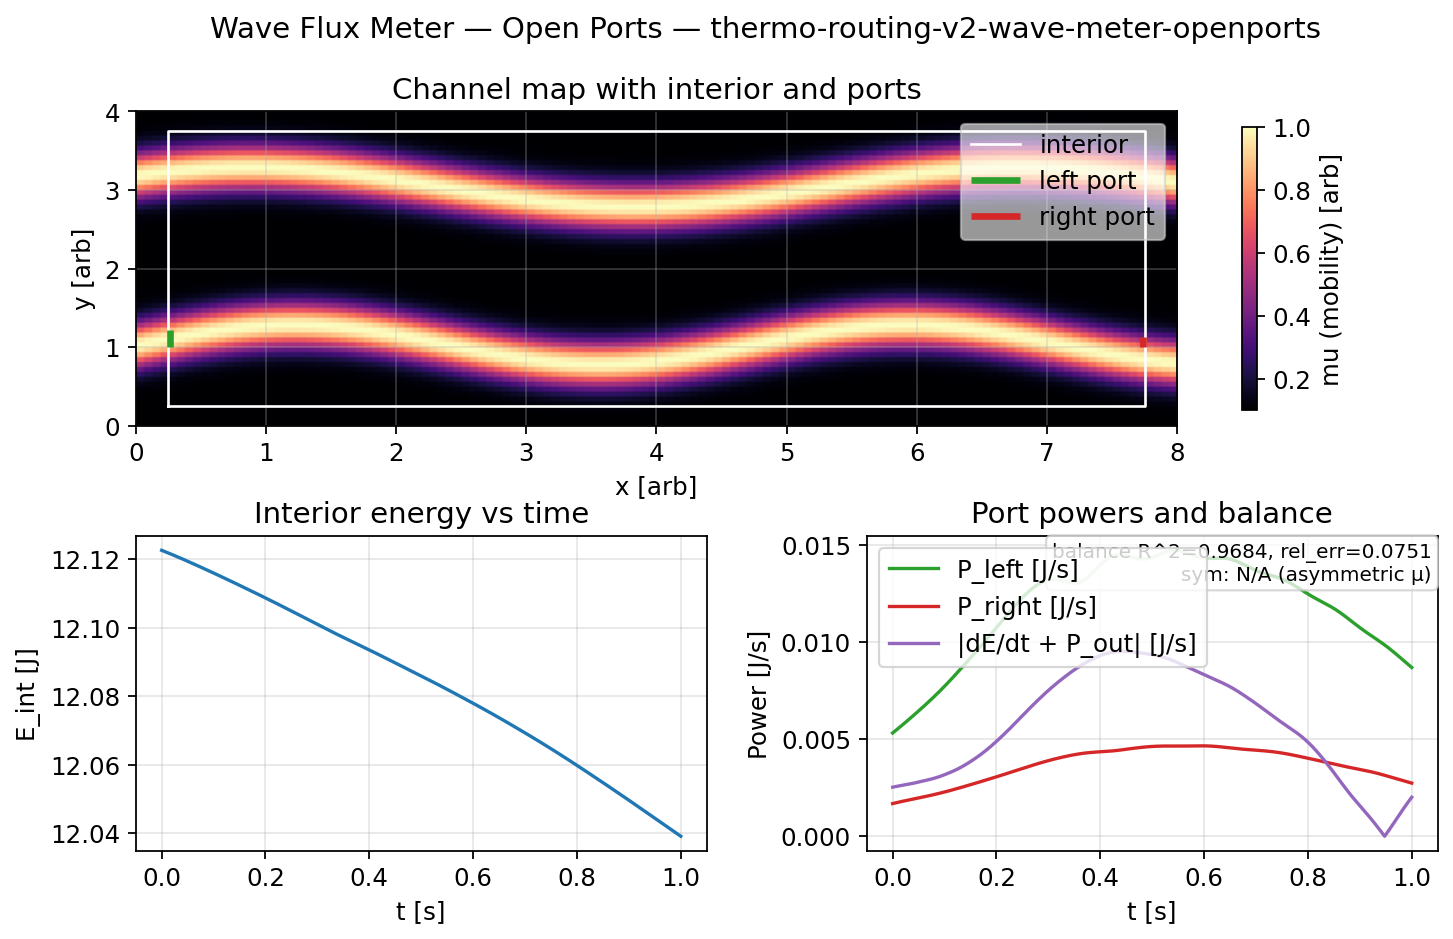 Wave Flux Meter — Open Ports — thermo-routing-v2-wave-meter-openports
Channel map with interior and ports
4
3
2
1
0
y [arb]
interior
left port
right port
0 1 2 3 4 5 6 7 8
x [arb]
1.0
0.8
0.6
0.4
0.2
mu (mobility) [arb]
Interior energy vs time
12.12
12.10
12.08
12.06
12.04
E_int [J]
0.0 0.2 0.4 0.6 0.8 1.0
t [s]
Port powers and balance
0.015
0.010
0.005
0.000
Power [J/s]
balance R^2=0.9684, rel_err=0.0751
sym: N/A (asymmetric μ)
P_left [J/s]
P_right [J/s]
|dE/dt + P_out| [J/s]
0.0 0.2 0.4 0.6 0.8 1.0
t [s]